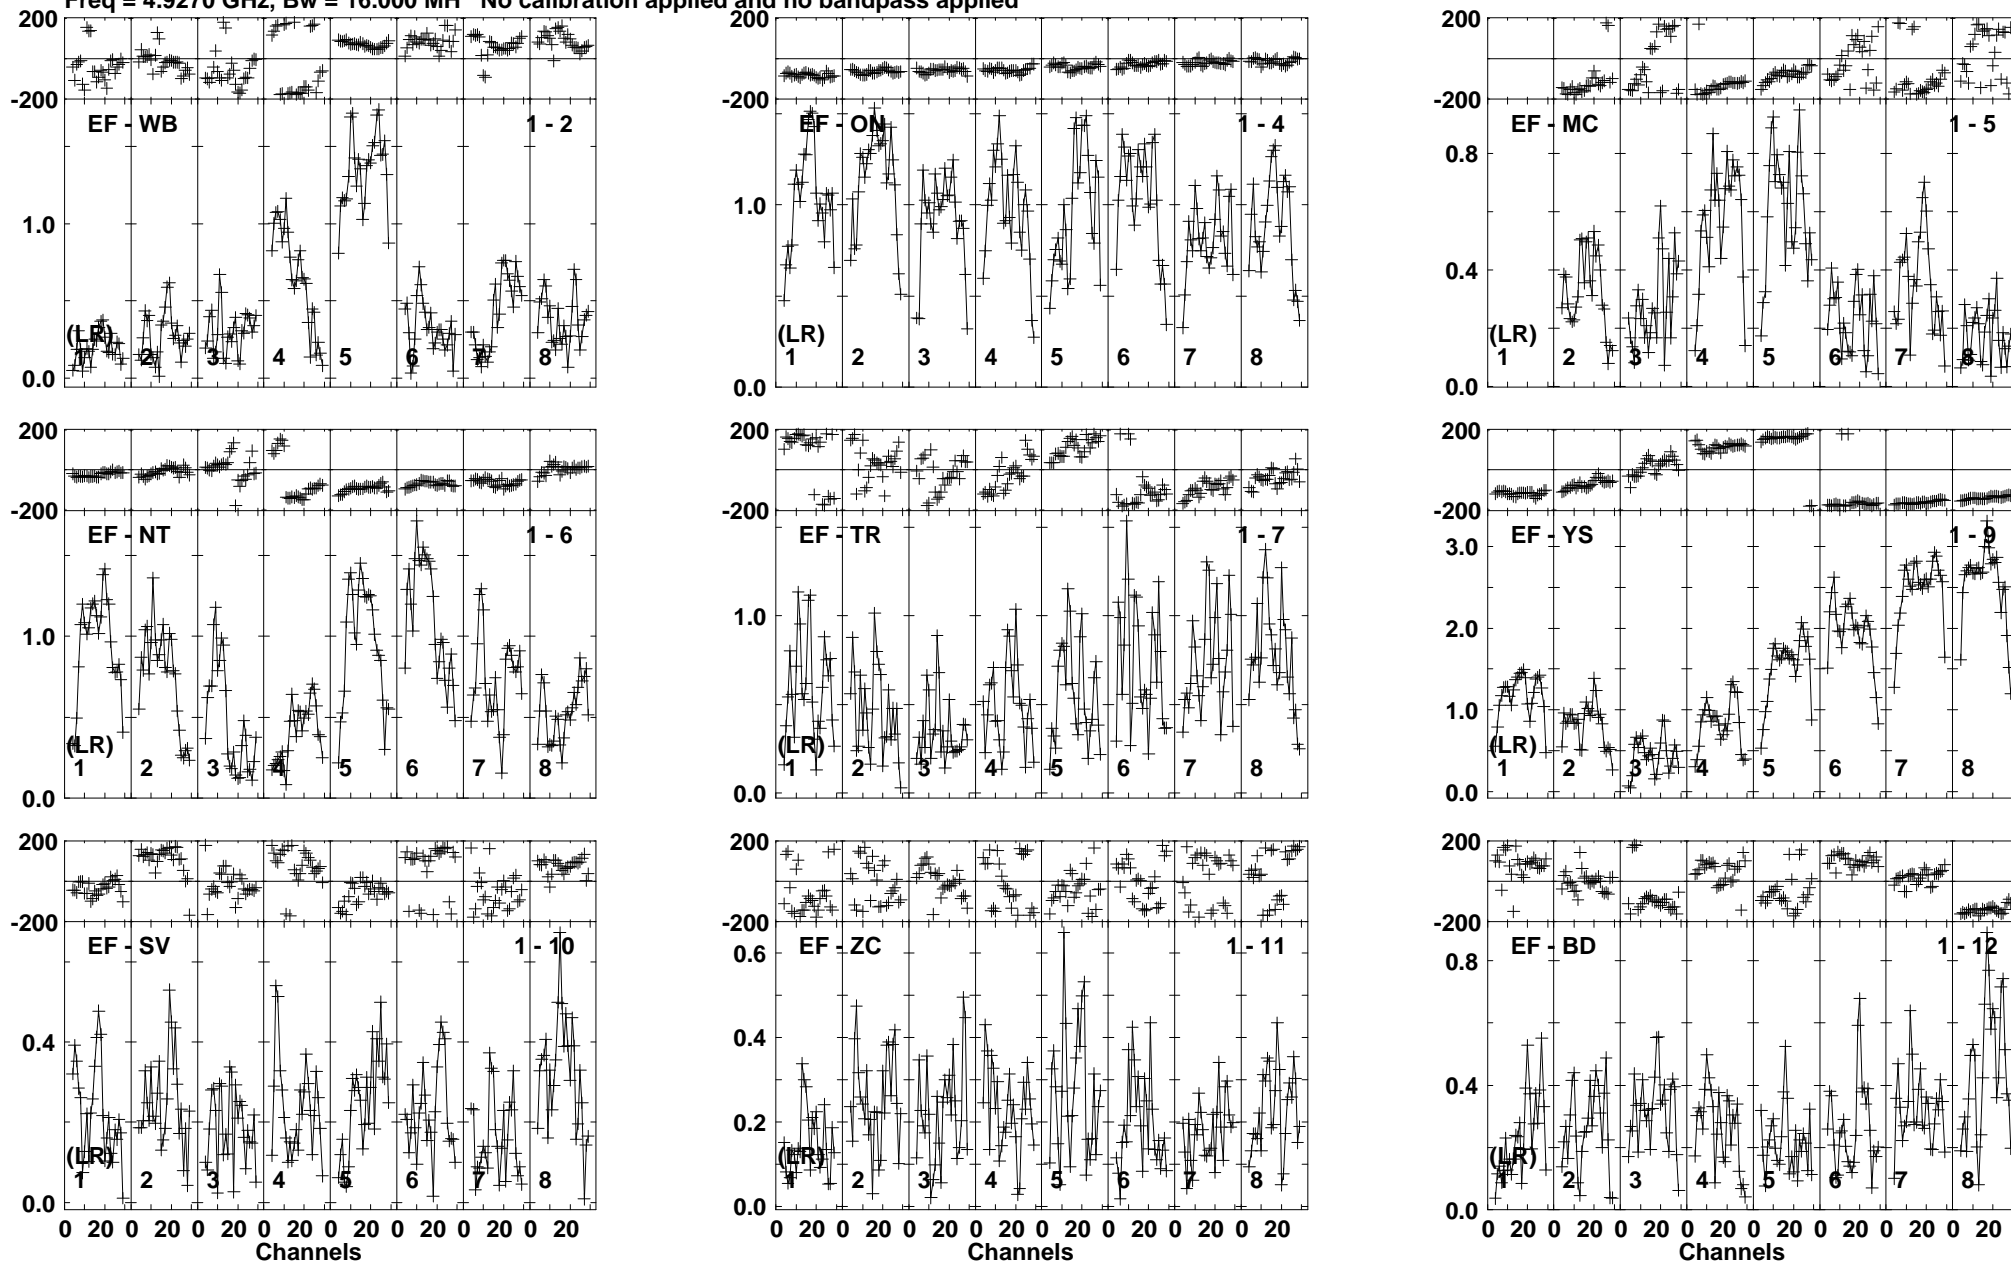 Freq = 4.9270 GHz, Bw = 16.000 MH No calibration applied and no bandpass applied
200 200 200
-200 -200 -200
EF - WB 1 - 2 EF - ON 1 - 4 EF - MC 1 - 5
0.8
1.0 1.0
0.4
(LR) (LR) (LR)
1 2 3 4 5 6 7 8 1 2 3 4 5 6 7 8 1 2 3 4 5 6 7 8
0.0 0.0 0.0
200 200 200
-200 -200 -200
EF - NT 1 - 6 EF - TR 1 - 7 EF - YS 1 - 9
3.0
2.0
1.0 1.0
1.0
(LR) (LR) (LR)
1 2 3 4 5 6 7 8 1 2 3 4 5 6 7 8 1 2 3 4 5 6 7 8
0.0 0.0 0.0
200 200 200
-200 -200 -200
EF - SV 1 - 10 EF - ZC 1 - 11 EF - BD 1 - 12
0.6 0.8
0.4 0.4
0.4
0.2
(LR) (LR) (LR)
1 2 3 4 5 6 7 8 1 2 3 4 5 6 7 8 1 2 3 4 5 6 7 8
0.0 0.0 0.0
0 20 0 20 0 20 0 20 0 20 0 20 0 20 0 20 0 20 0 20 0 20 0 20 0 20 0 20 0 20 0 20 0 20 0 20 0 20 0 20 0 20 0 20 0 20 0 20
Channels Channels Channels